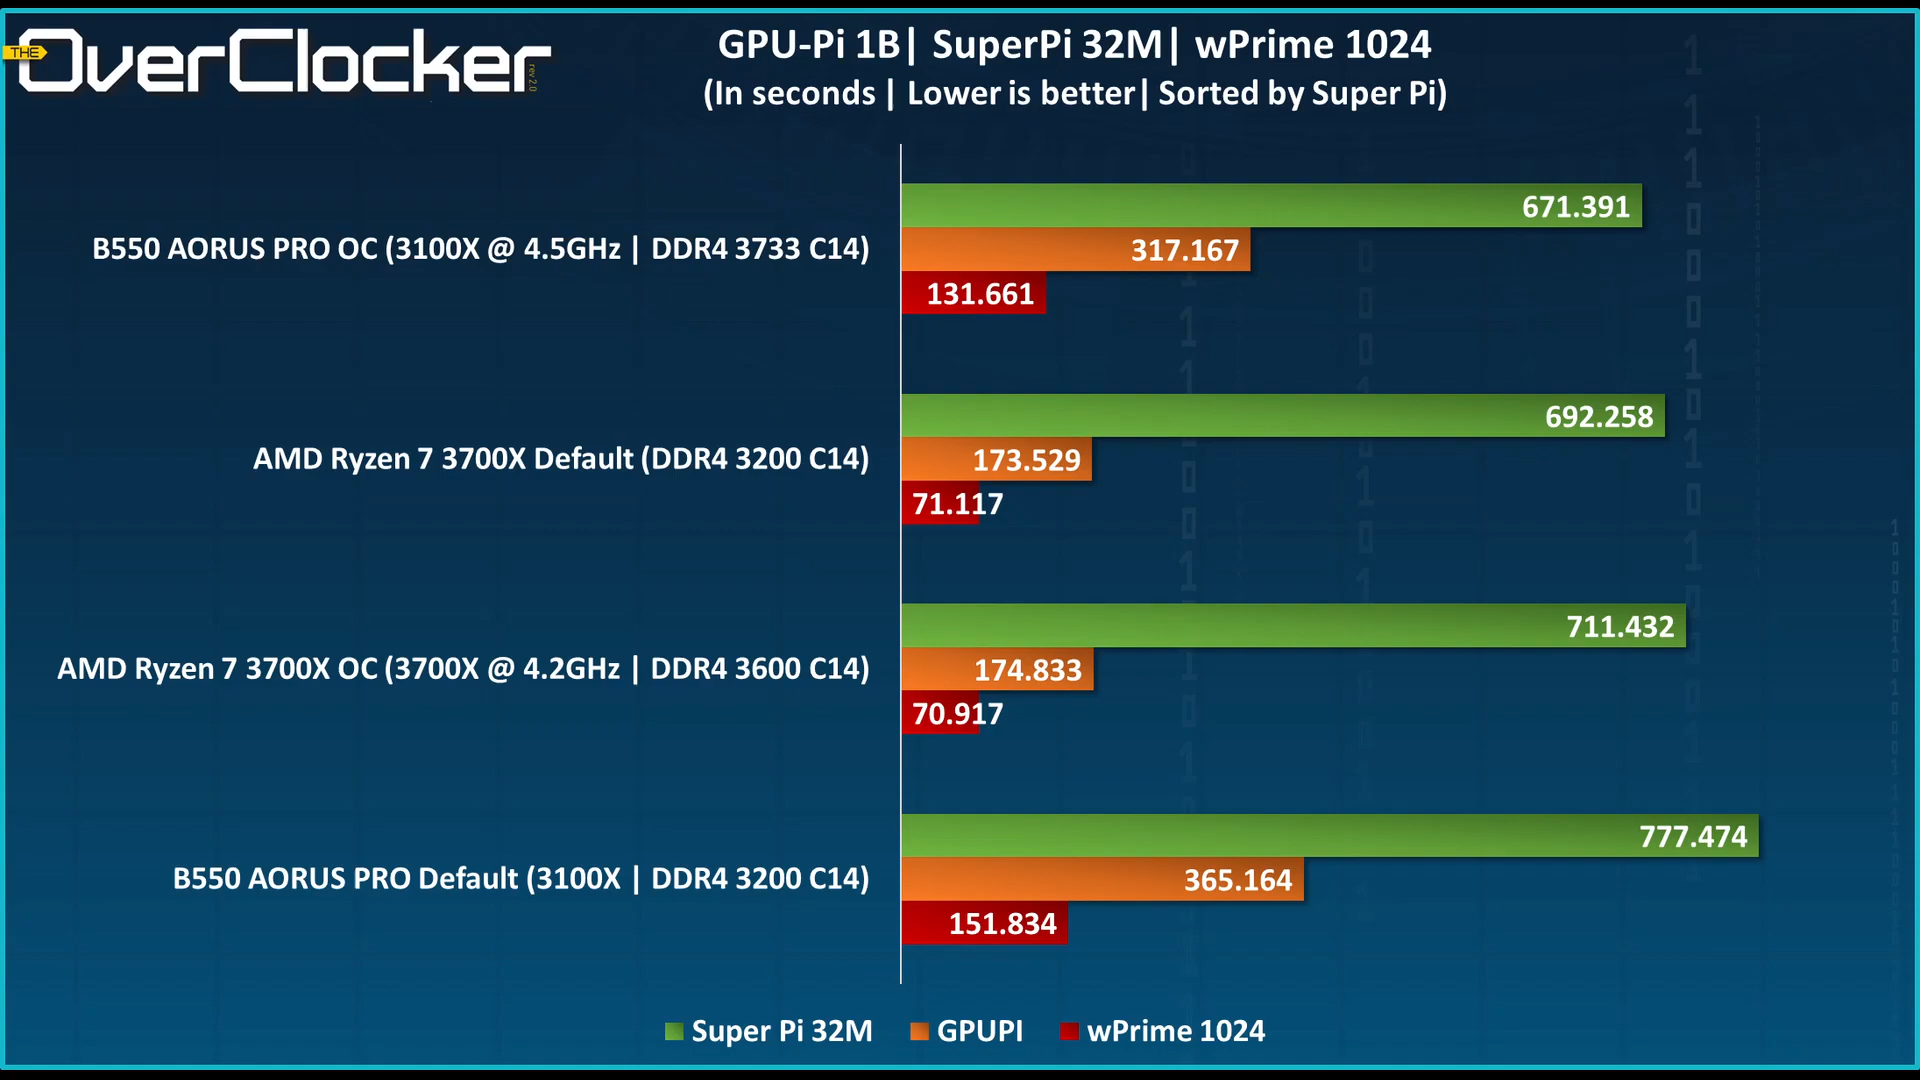 THE
OverClocker
rev 2.0
GPU-Pi 1B| SuperPi 32M| wPrime 1024
(In seconds | Lower is better| Sorted by Super Pi)
B550 AORUS PRO OC (3100X @ 4.5GHz | DDR4 3733 C14)
671.391
317.167
131.661
AMD Ryzen 7 3700X Default (DDR4 3200 C14)
692.258
173.529
71.117
AMD Ryzen 7 3700X OC (3700X @ 4.2GHz | DDR4 3600 C14)
711.432
174.833
70.917
B550 AORUS PRO Default (3100X | DDR4 3200 C14)
777.474
365.164
151.834
Super Pi 32M
GPUPI
wPrime 1024